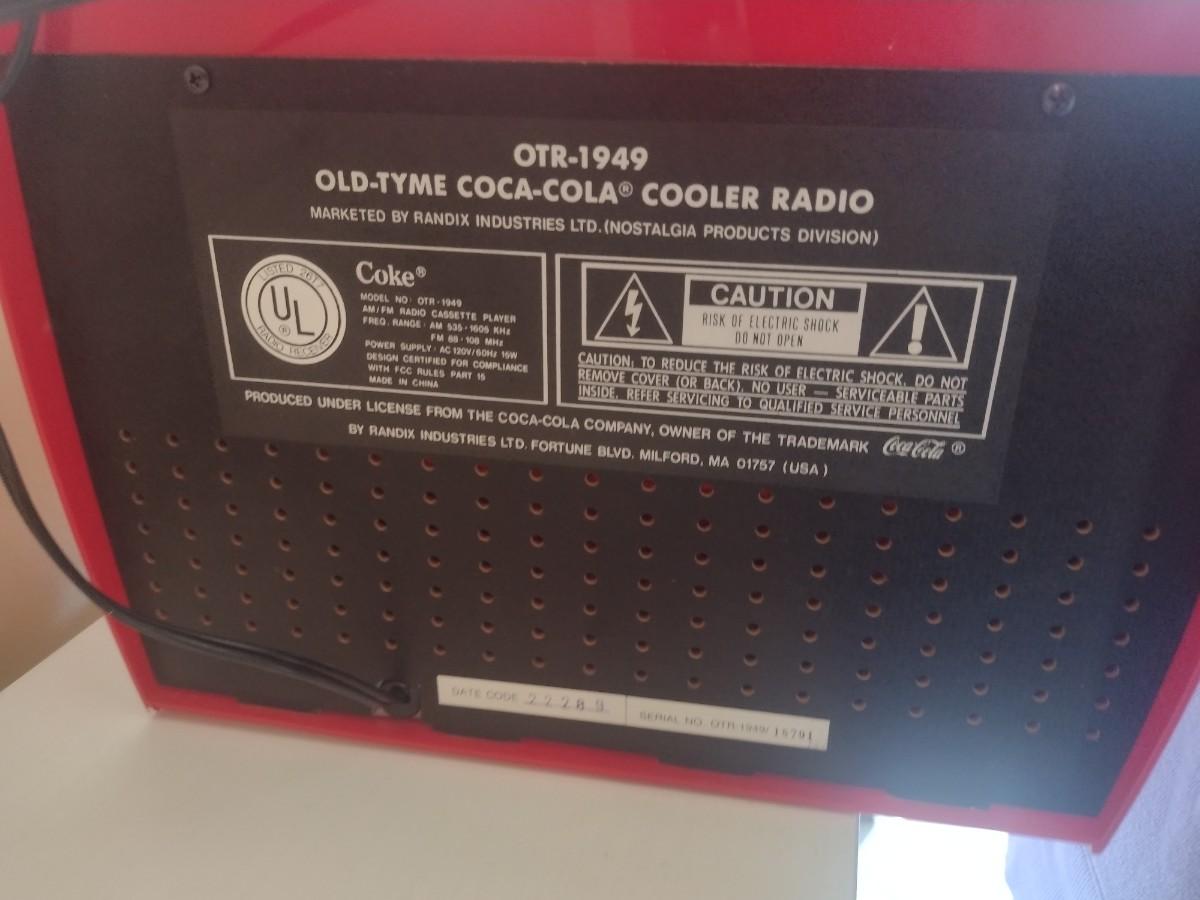 OTR-1949
OLD-TYME COCA-COLA® COOLER RADIO
MARKETED BY RANDIX INDUSTRIES LTD.(NOSTALGIA PRODUCTS DIVISION)
LISTED 2617
UL
®
RADIO RECEIVER
Coke®
MODEL NO· OTR-1949
AM/FM RADIO CASSETTE PLAYER
FREQ. RANGE · AM 535-1605 KHz
FM 88-108 MHz
POWER SUPPLY · AC 120V/60Hz 15W
DESIGN CERTIFIED FOR COMPLIANCE
WITH FCC RULES PART 15
MADE IN CHINA
CAUTION
RISK OF ELECTRIC SHOCK
DO NOT OPEN
CAUTION: TO REDUCE THE RISK OF ELECTRIC SHOCK, DO NOT
REMOVE COVER (OR BACK), NO USER — SERVICEABLE PARTS
INSIDE, REFER SERVICING TO QUALIFIED SERVICE PERSONNEL
PRODUCED UNDER LICENSE FROM THE COCA-COLA COMPANY, OWNER OF THE TRADEMARK Coca-Cola ®
BY RANDIX INDUSTRIES LTD. FORTUNE BLVD. MILFORD, MA 01757 (USA)
DATE CODE 22289
SERIAL NO. OTR-1949/